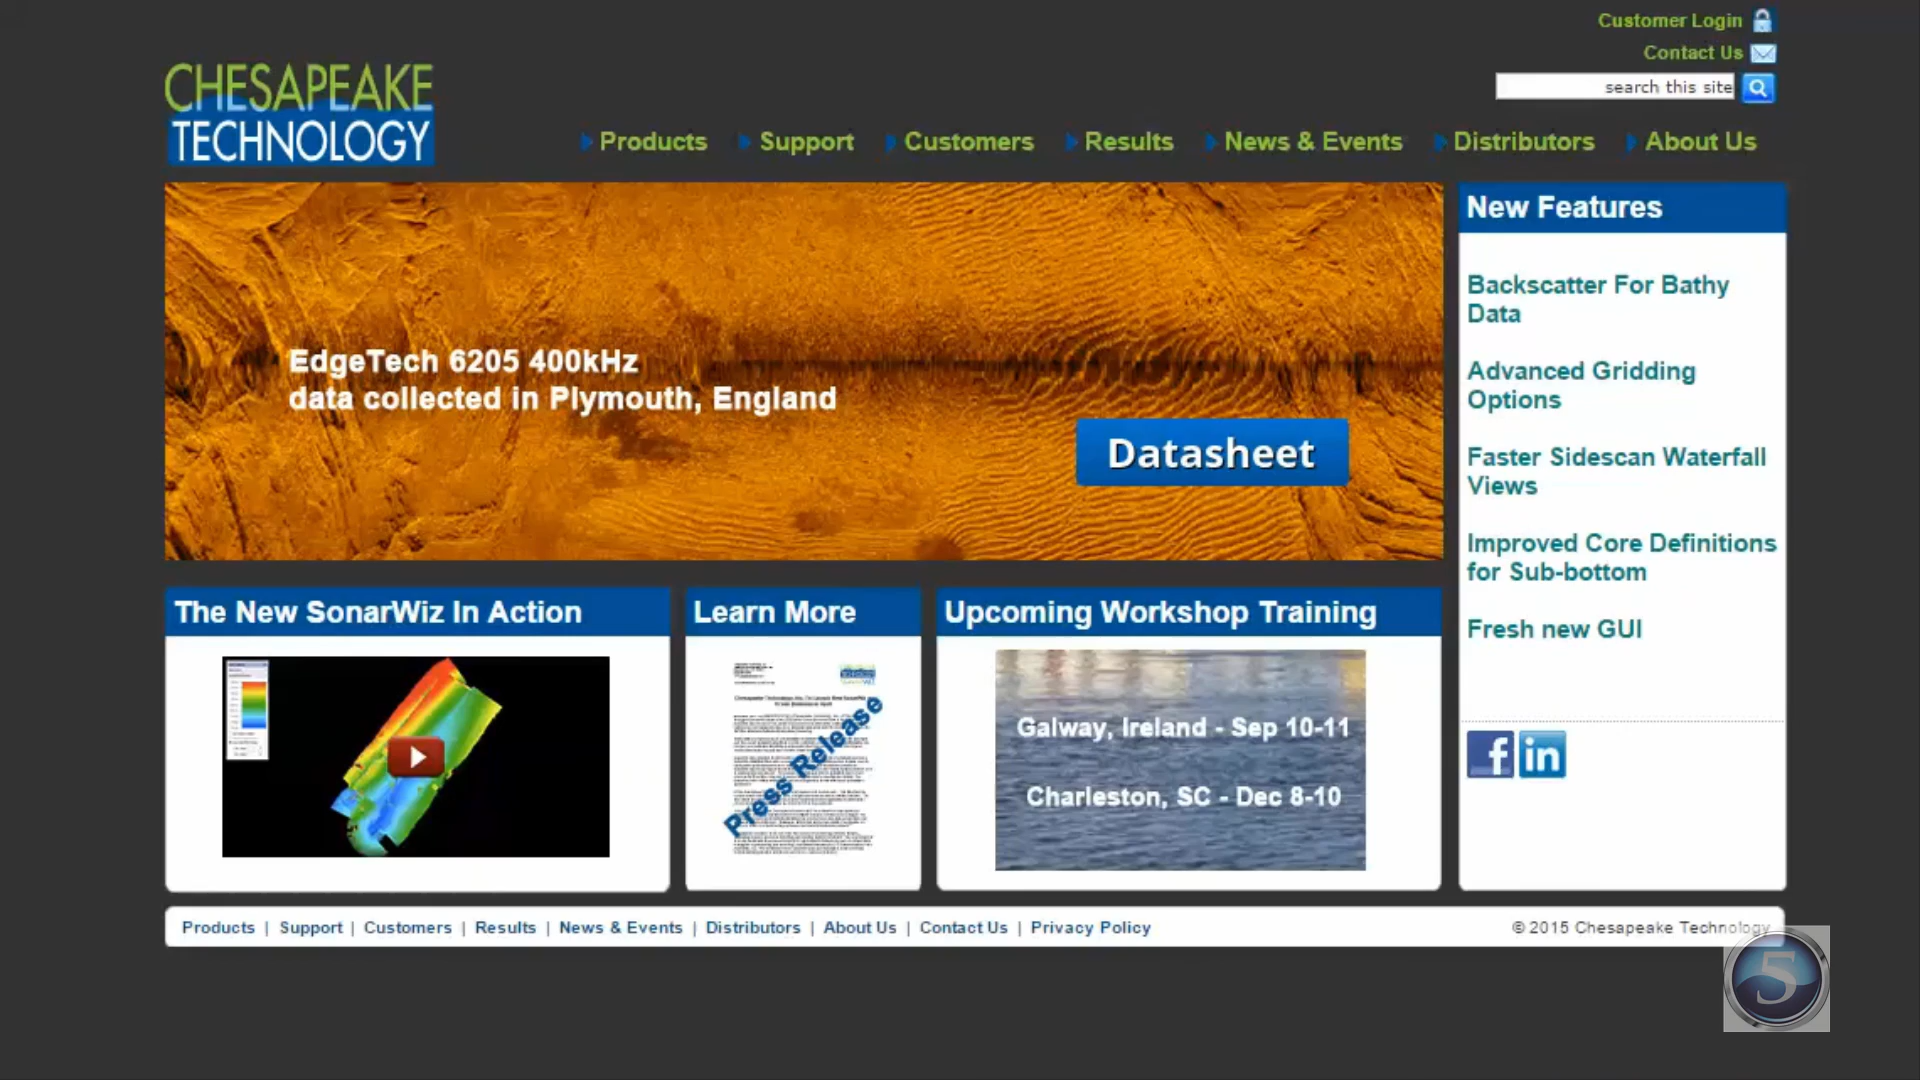 Customer Login
Contact Us
search this site
CHESAPEAKE
TECHNOLOGY
Products
Support
Customers
Results
News & Events
Distributors
About Us
EdgeTech 6205 400kHz
data collected in Plymouth, England
Datasheet
New Features
Backscatter For Bathy
Data
Advanced Gridding
Options
Faster Sidescan Waterfall
Views
Improved Core Definitions
for Sub-bottom
Fresh new GUI
f
in
The New SonarWiz In Action
Learn More
Press Release
Upcoming Workshop Training
Galway, Ireland - Sep 10-11
Charleston, SC - Dec 8-10
Products | Support | Customers | Results | News & Events | Distributors | About Us | Contact Us | Privacy Policy
© 2015 Chesapeake Technology
5